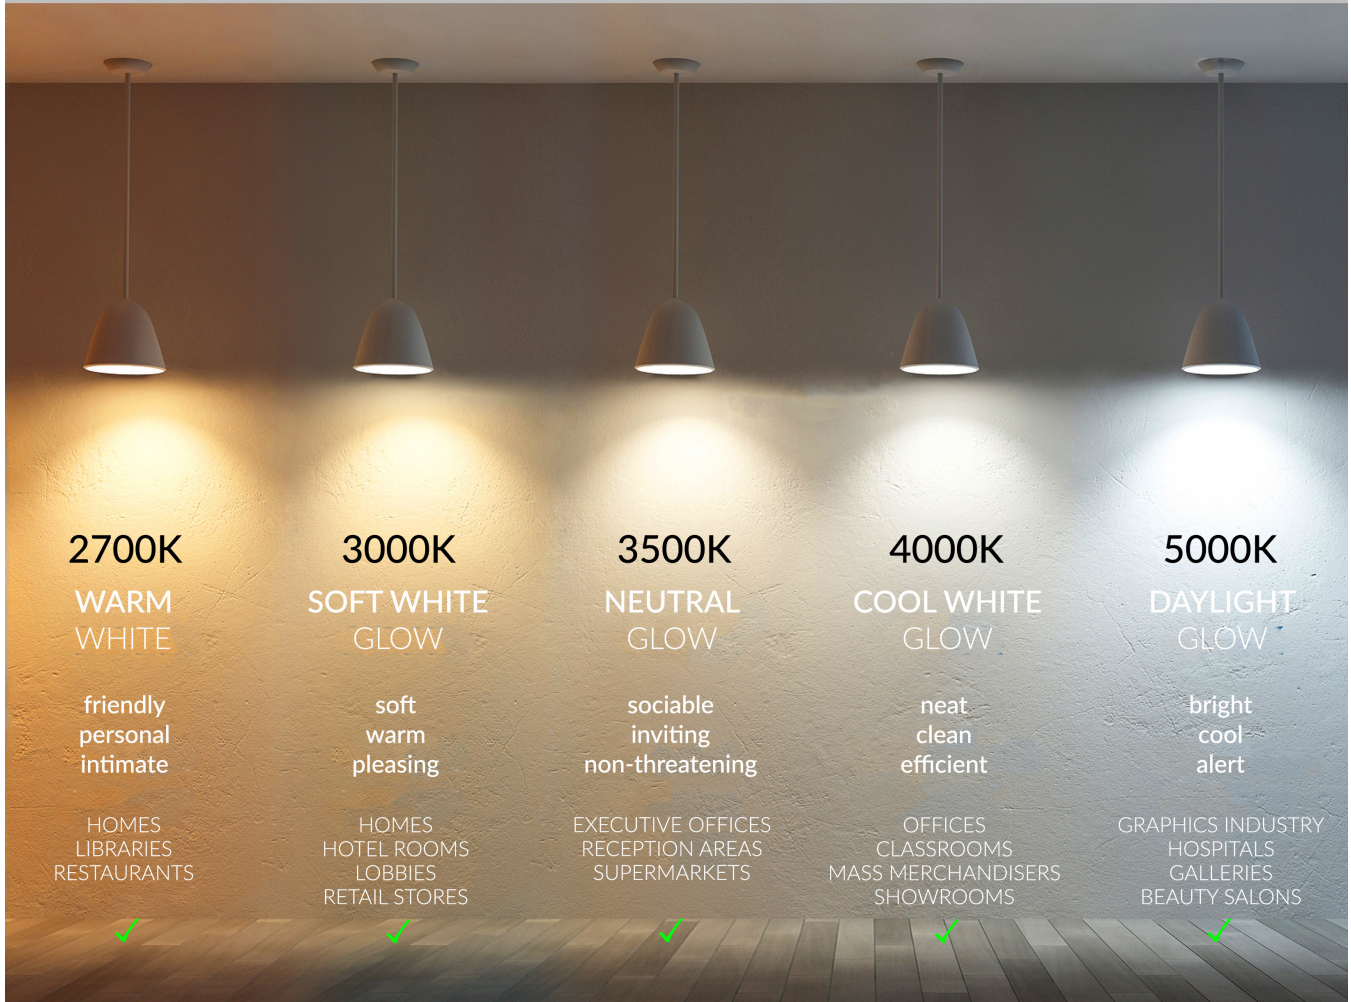 2700K
WARM
WHITE
friendly
personal
intimate
HOMES
LIBRARIES
RESTAURANTS
3000K
SOFT WHITE
GLOW
soft
warm
pleasing
HOMES
HOTEL ROOMS
LOBBIES
RETAIL STORES
3500K
NEUTRAL
GLOW
sociable
inviting
non-threatening
EXECUTIVE OFFICES
RECEPTION AREAS
SUPERMARKETS
4000K
COOL WHITE
GLOW
neat
clean
efficient
OFFICES
CLASSROOMS
MASS MERCHANDISERS
SHOWROOMS
5000K
DAYLIGHT
GLOW
bright
cool
alert
GRAPHICS INDUSTRY
HOSPITALS
GALLERIES
BEAUTY SALONS